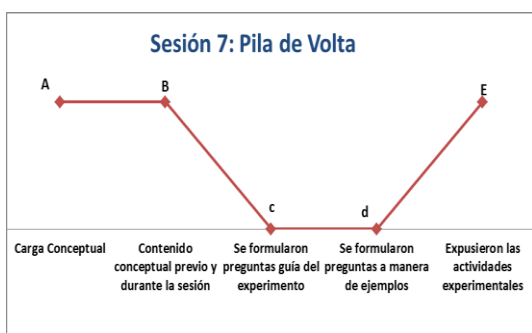 Sesión 7: Pila de Volta
A
B
c
d
E
Carga Conceptual
Contenido
conceptual previo y
durante la sesión
Se formularon
preguntas guía del
experimento
Se formularon
preguntas a manera
de ejemplos
Expusieron las
actividades
experimentales